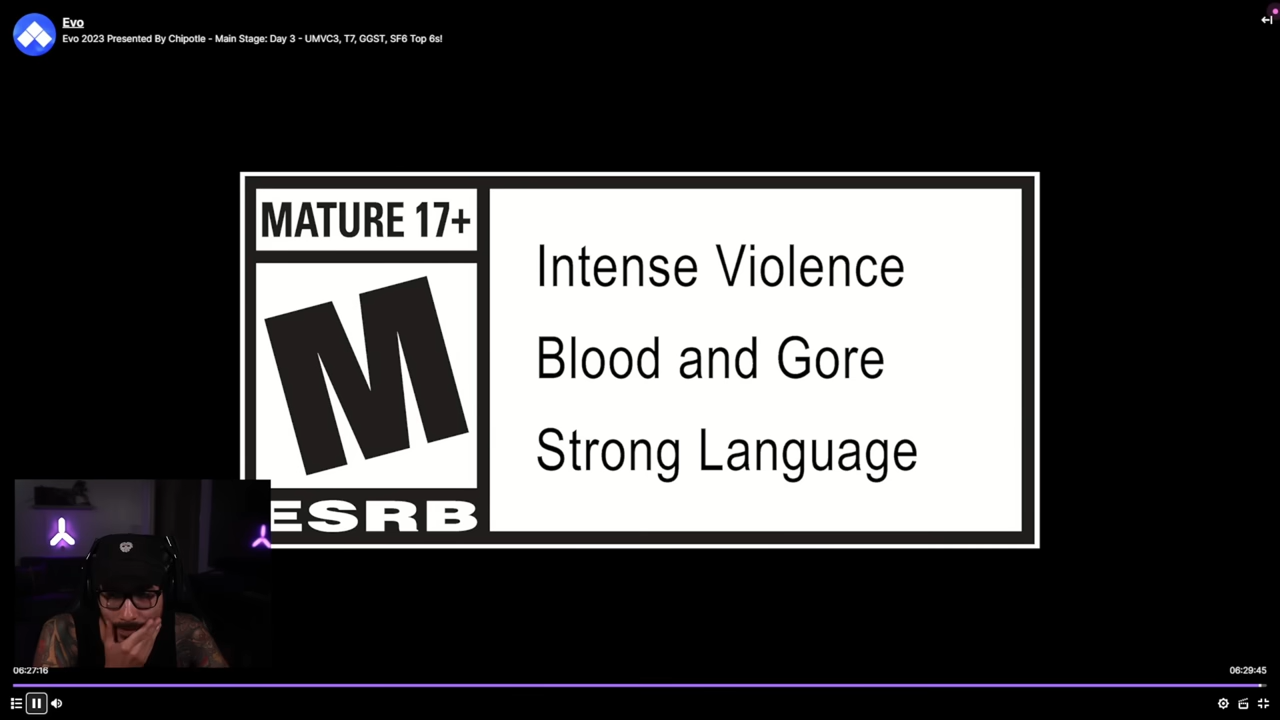 Evo
Evo 2023 Presented By Chipotle - Main Stage: Day 3 - UMVC3, T7, GGST, SF6 Top 6s!
MATURE 17+
M
ESRB
Intense Violence
Blood and Gore
Strong Language
06:27:16
06:29:45